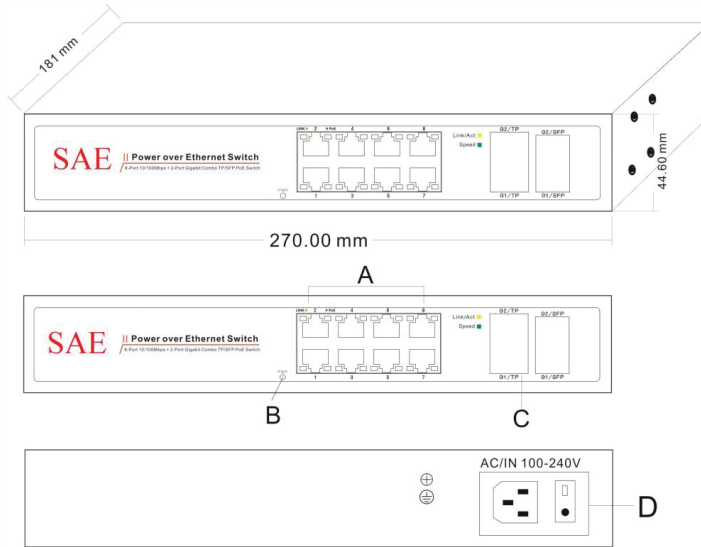 181 mm
LINK 2 PoE 4 6 8
Link/Act
Speed
G2/TP
G2/SFP
SAE
Power over Ethernet Switch
8-Port 10/100Mbps + 2-Port Gigabit Combo TP/SFP PoE Switch
1 3 5 7
G1/TP
G1/SFP
44.60 mm
270.00 mm
A
LINK 2 PoE 4 6 8
Link/Act
Speed
G2/TP
G2/SFP
SAE
Power over Ethernet Switch
8-Port 10/100Mbps + 2-Port Gigabit Combo TP/SFP PoE Switch
1 3 5 7
G1/TP
G1/SFP
B
C
AC/IN 100-240V
D